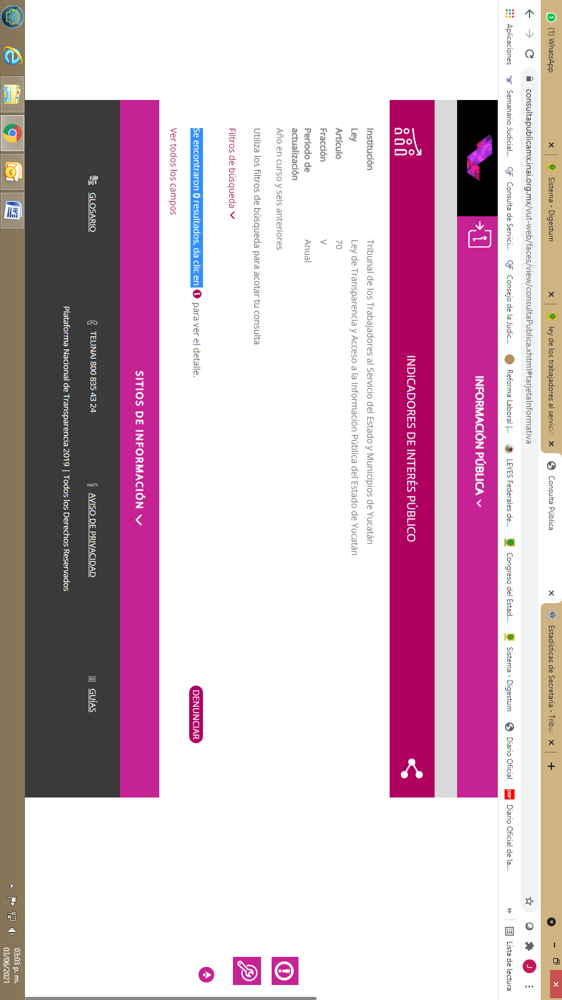 (1) WhatsApp
Sistema - Digestum
ley de los trabajadores al servicio
Consulta Pública
Estadísticas de Secretaria - Tribu
consultapublicamx.inai.org.mx/vut-web/faces/view/consultaPublica.xhtml#tarjetaInformativa
J
Aplicaciones
Semanario Judicial...
Consulta de Servici...
Consejo de la Judic...
Reforma Laboral |...
LEYES Federales de...
Congreso del Estad...
Sistema - Digestum
Diario Oficial
DOF
Diario Oficial de la...
»
Lista de lectura
INFORMACIÓN PÚBLICA
INDICADORES DE INTERÉS PÚBLICO
Institución Tribunal de los Trabajadores al Servicio del Estado y Municipios de Yucatán
Ley Ley de Transparencia y Acceso a la Información Pública del Estado de Yucatán
Artículo 70
Fracción V
Periodo de Anual
actualización
Año en curso y seis anteriores
Utiliza los filtros de búsqueda para acotar tu consulta
Filtros de búsqueda
Se encontraron 0 resultados, da clic en i para ver el detalle.
DENUNCIAR
Ver todos los campos
SITIOS DE INFORMACIÓN
GLOSARIO
TELINAI 800 835 43 24
AVISO DE PRIVACIDAD
GUÍAS
Plataforma Nacional de Transparencia 2019 | Todos los Derechos Reservados
03:03 p. m.
03/06/2021